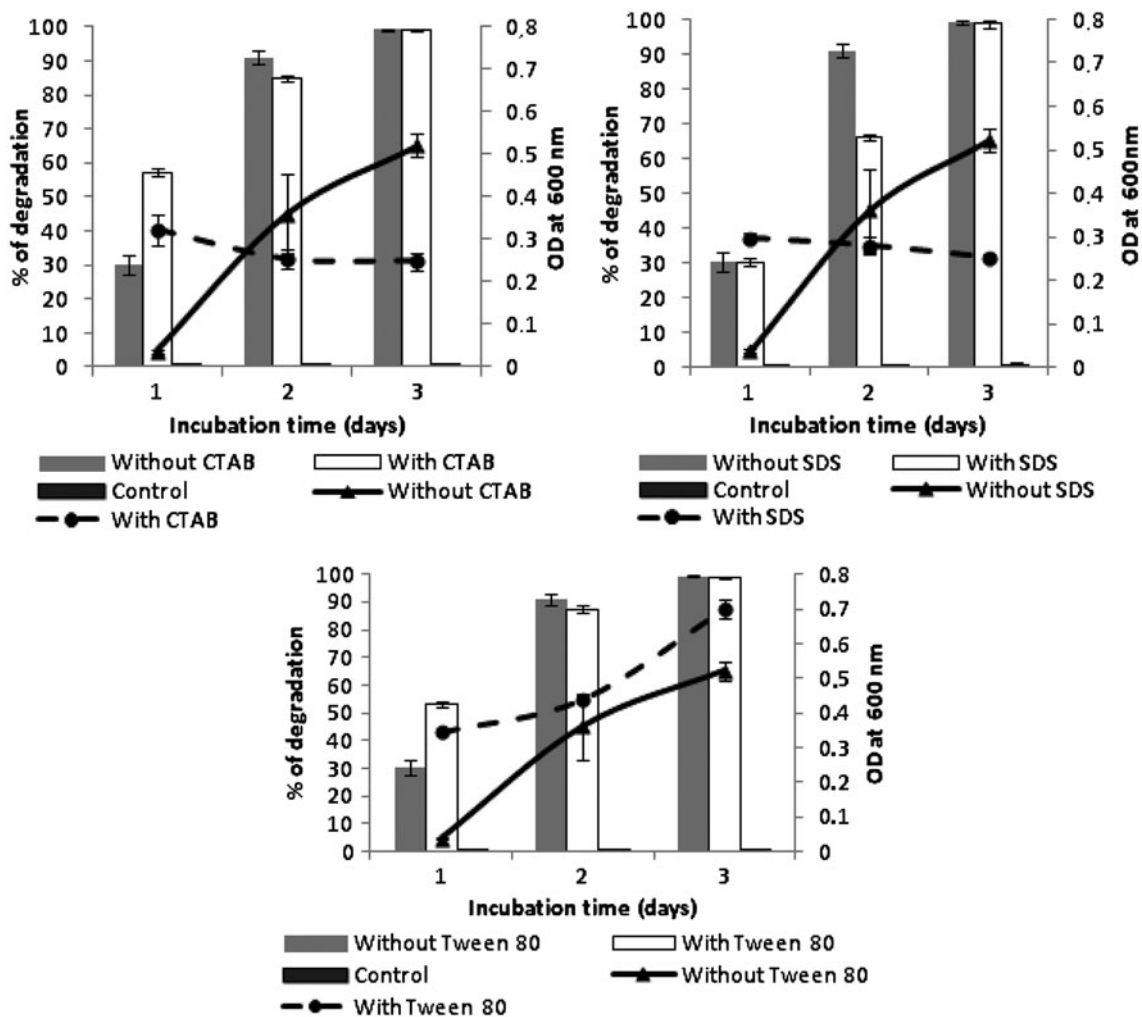 % of degradation
100
90
80
70
60
50
40
30
20
10
0
0.8
0.7
0.6
0.5
0.4
0.3
0.2
0.1
0
OD at 600 nm
1 2 3
Incubation time (days)
Without CTAB With CTAB
Control Without CTAB
With CTAB
% of degradation
100
90
80
70
60
50
40
30
20
10
0
0.8
0.7
0.6
0.5
0.4
0.3
0.2
0.1
0
OD at 600nm
1 2 3
Incubation time (days)
Without SDS With SDS
Control Without SDS
With SDS
% of degradation
100
90
80
70
60
50
40
30
20
10
0
0.8
0.7
0.6
0.5
0.4
0.3
0.2
0.1
0
OD at 600 nm
1 2 3
Incubation time (days)
Without Tween 80 With Tween 80
Control Without Tween 80
With Tween 80